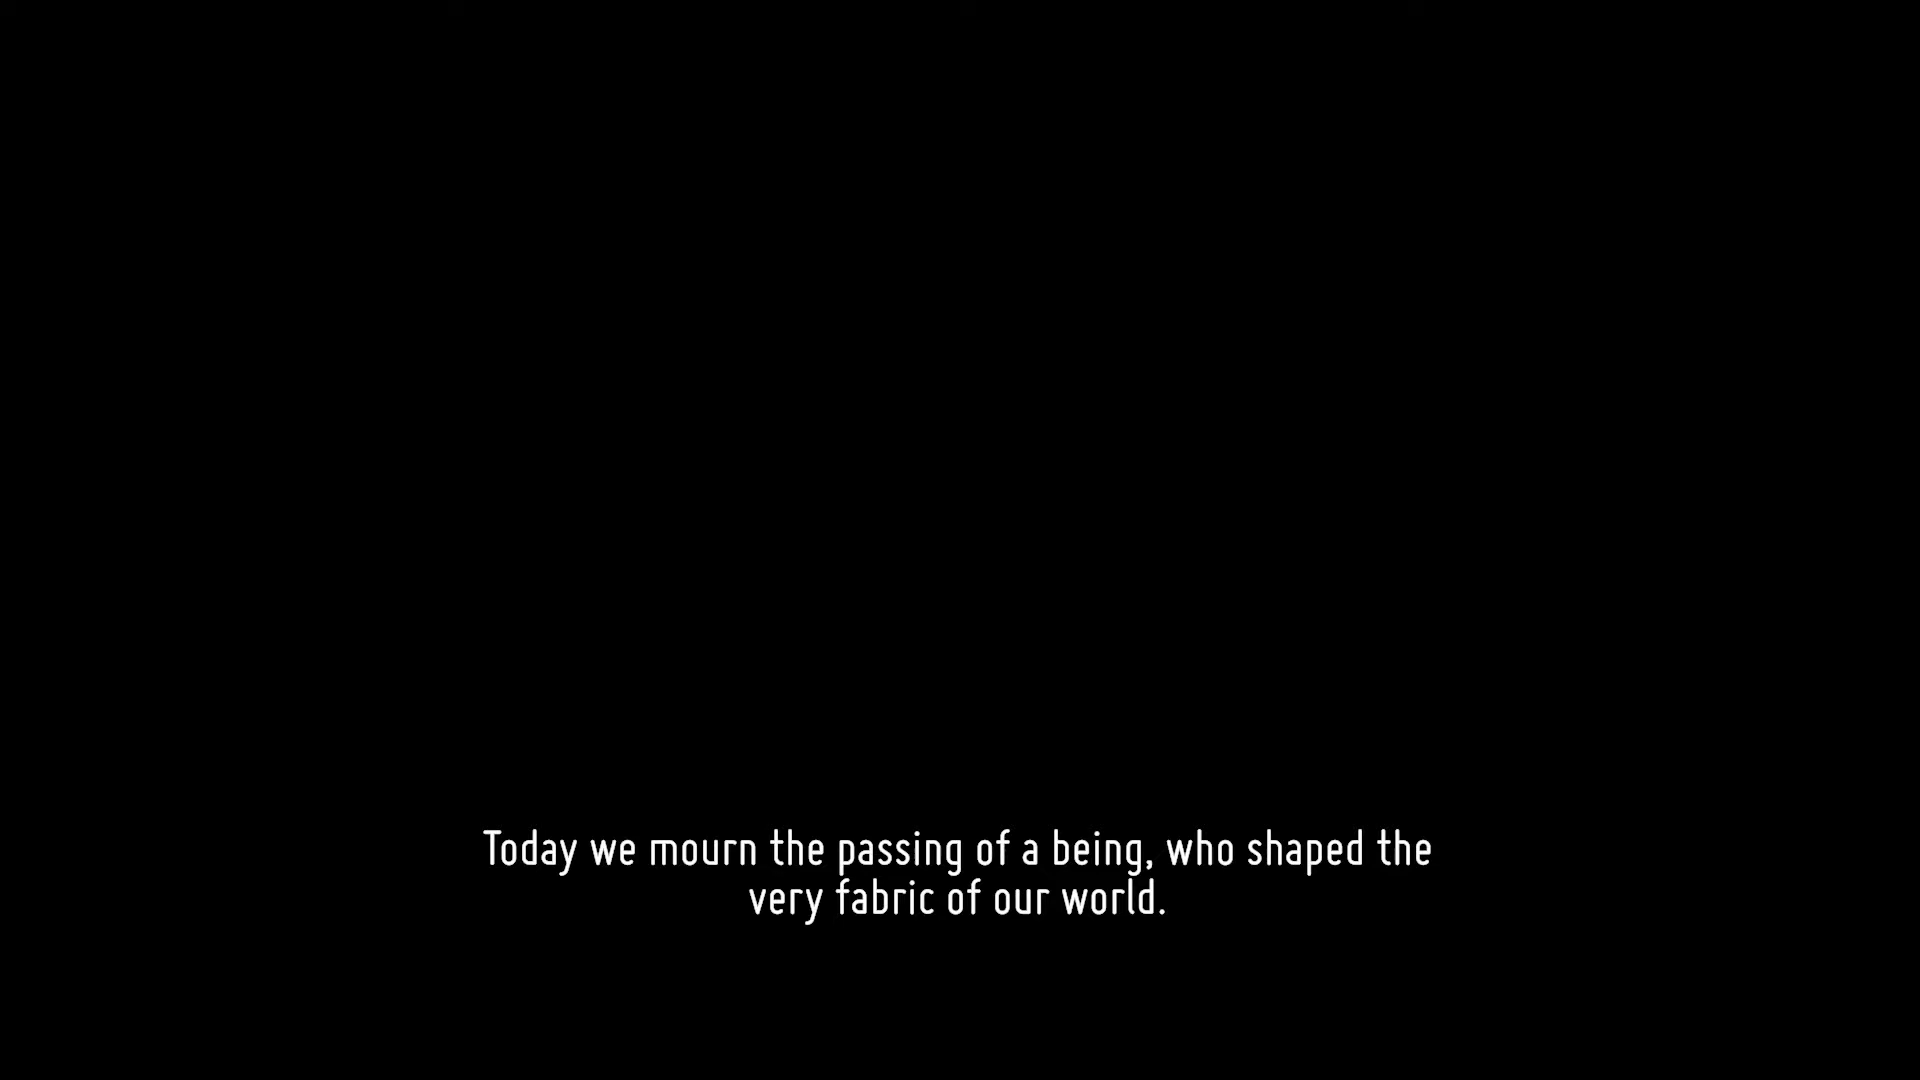 Today we mourn the passing of a being, who shaped the
very fabric of our world.